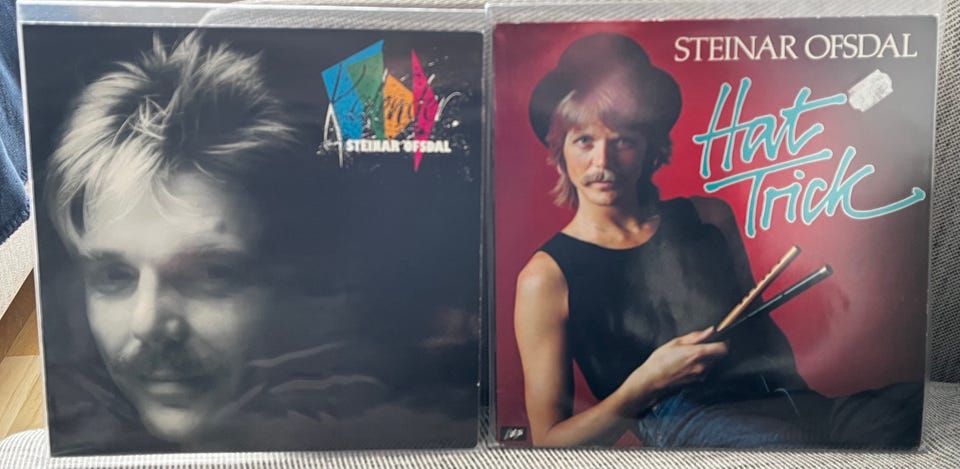 STEINAR OFSDAL
STEINAR OFSDAL
Hat
Trick